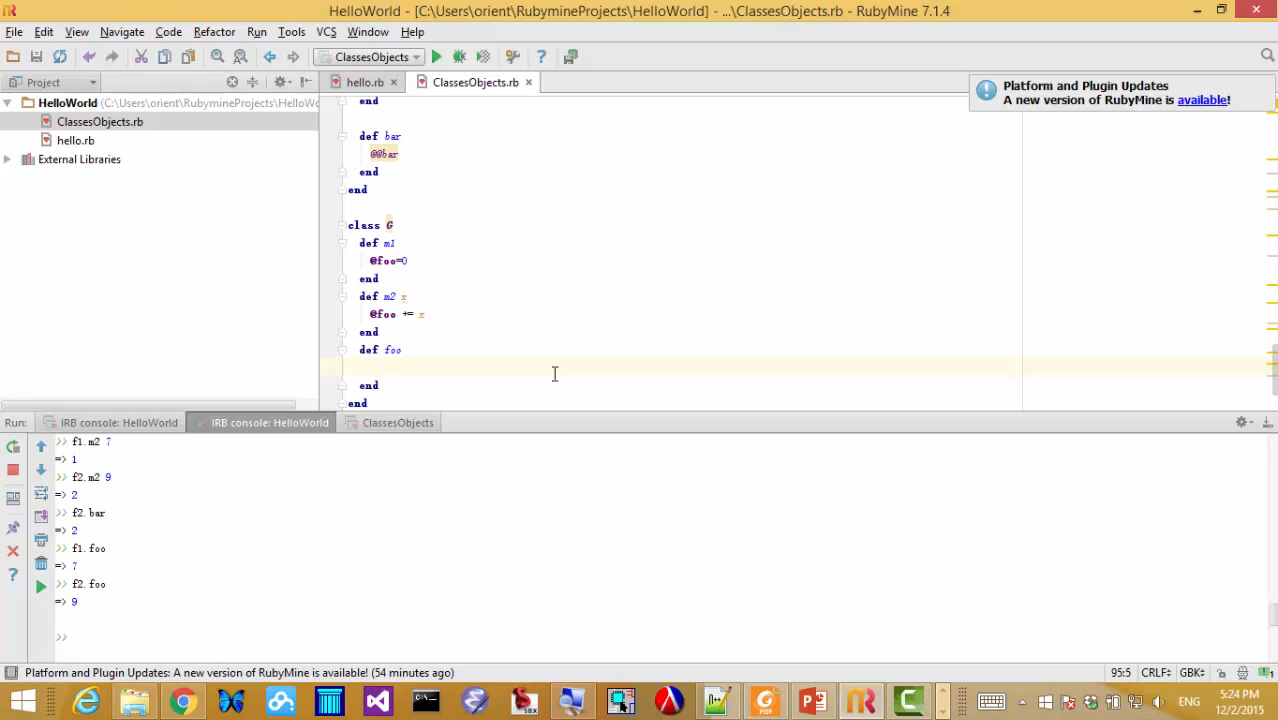 HelloWorld - [C:\Users\orient\RubymineProjects\HelloWorld] - ...\ClassesObjects.rb - RubyMine 7.1.4
File Edit View Navigate Code Refactor Run Tools VCS Window Help
ClassesObjects
Project
hello.rb
ClassesObjects.rb
HelloWorld (C:\Users\orient\RubymineProjects\HelloWo
ClassesObjects.rb
hello.rb
External Libraries
Platform and Plugin Updates
A new version of RubyMine is available!
end
def bar
@@bar
end
end
class G
def m1
@foo=0
end
def m2 x
@foo += x
end
def foo
end
end
Run: IRB console: HelloWorld IRB console: HelloWorld ClassesObjects
>> f1.m2 7
=> 1
>> f2.m2 9
=> 2
>> f2.bar
=> 2
>> f1.foo
=> 7
>> f2.foo
=> 9
>>
Platform and Plugin Updates: A new version of RubyMine is available! (54 minutes ago)
95:5 CRLF GBK
ENG
5:24 PM
12/2/2015